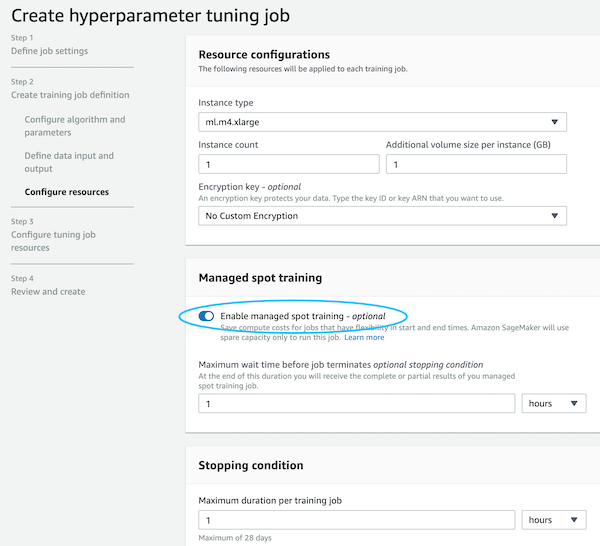 Create hyperparameter tuning job
Step 1
Define job settings
Step 2
Create training job definition
Configure algorithm and
parameters
Define data input and
output
Configure resources
Step 3
Configure tuning job
resources
Step 4
Review and create
Resource configurations
The following resources will be applied to each training job.
Instance type
ml.m4.xlarge
Instance count
Additional volume size per instance (GB)
1
1
Encryption key - optional
An encryption key protects your data. Type the key ID or key ARN that you want to use.
No Custom Encryption
Managed spot training
Enable managed spot training - optional
Save compute costs for jobs that have flexibility in start and end times. Amazon SageMaker will use
spare capacity only to run this job. Learn more
Maximum wait time before job terminates optional stopping condition
At the end of this duration you will receive the complete or partial results of you managed
spot training job.
1
hours
Stopping condition
Maximum duration per training job
1
hours
Maximum of 28 days